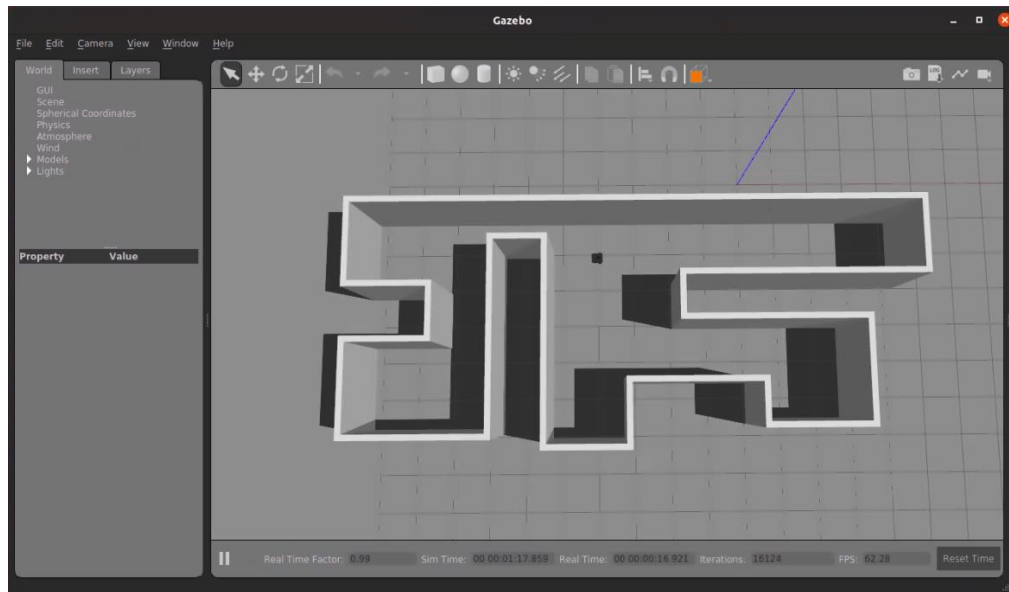 Gazebo
File Edit Camera View Window Help
World Insert Layers
GUI
Scene
Spherical Coordinates
Physics
Atmosphere
Wind
Models
Lights
Property Value
Real Time Factor: 0.99 Sim Time: 00 00:01:17.859 Real Time: 00 00:00:16.921 Iterations: 16124 FPS: 62.28 Reset Time